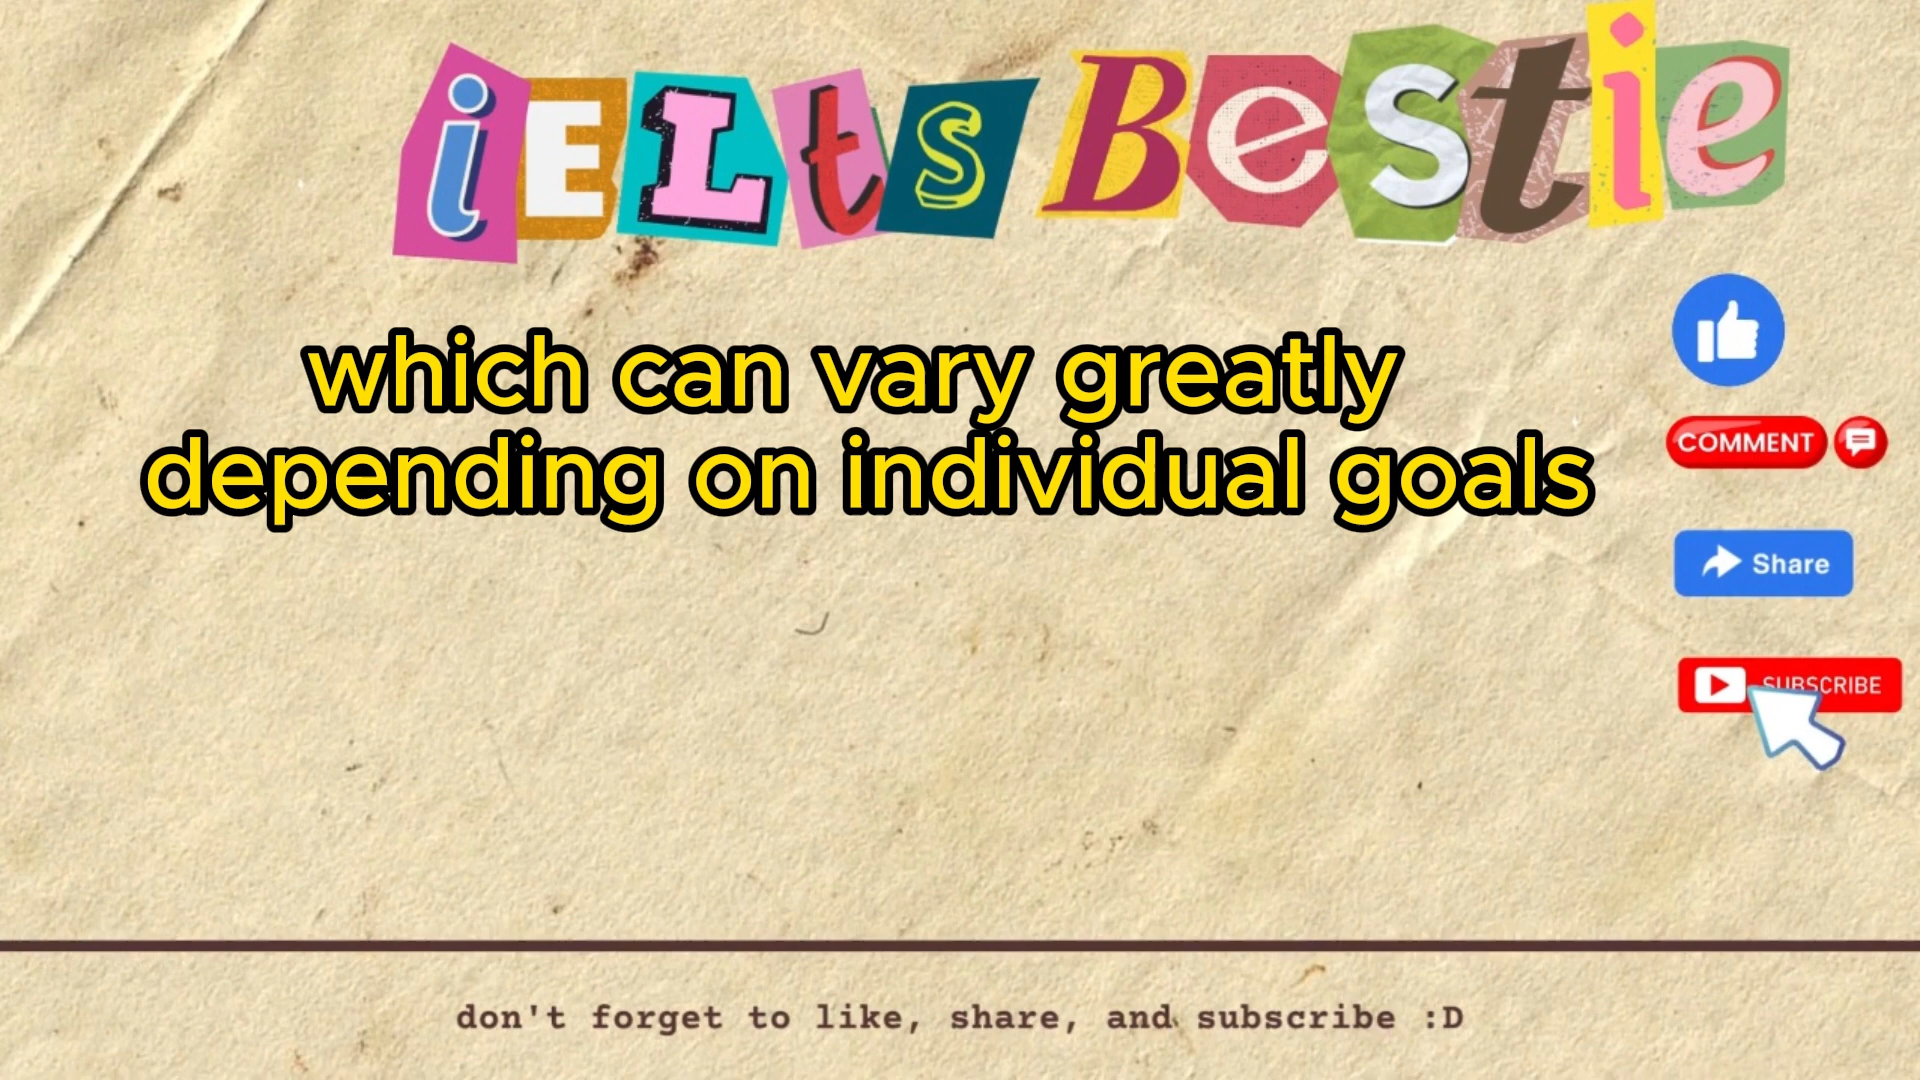 iELts Bestie
which can vary greatly
depending on individual goals
COMMENT
Share
SUBSCRIBE
don't forget to like, share, and subscribe :D